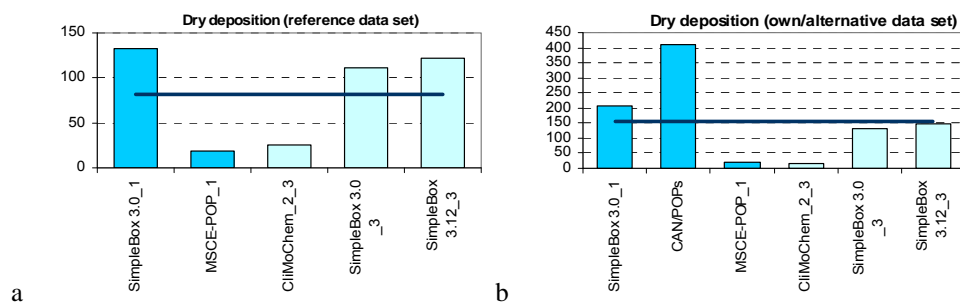 Dry deposition (reference data set)
150
100
50
0
SimpleBox 3.0_1
MSCE-POP_1
CliMoChem_2_3
SimpleBox 3.0
_3
SimpleBox
3.12_3
a
Dry deposition (own/alternative data set)
450
400
350
300
250
200
150
100
50
0
SimpleBox 3.0_1
CAN/POPs
MSCE-POP_1
CliMoChem_2_3
SimpleBox 3.0
_3
SimpleBox
3.12_3
b